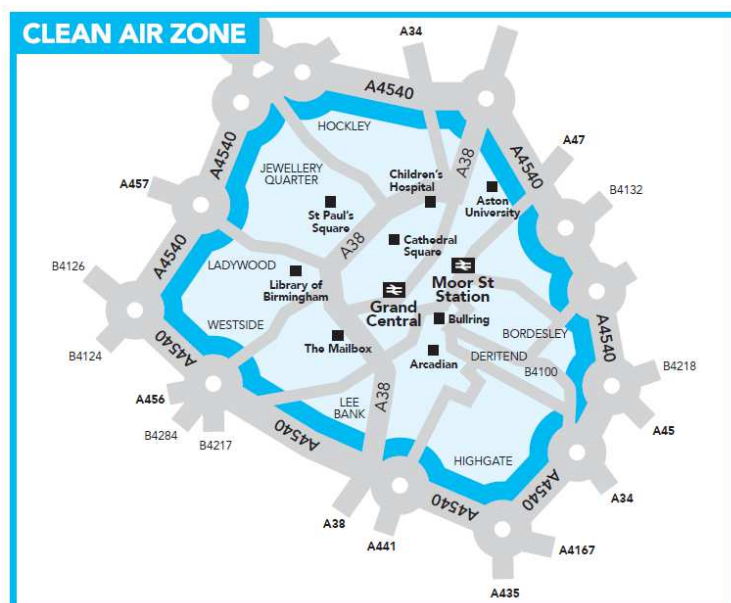 CLEAN AIR ZONE
A34
A4540
HOCKLEY
A38
A4540
A47
A4540
JEWELLERY
QUARTER
Children's
Hospital
B4132
A457
St Paul's
Square
Aston
University
A38
Cathedral
Square
A4540
B4126
LADYWOOD
Library of
Birmingham
Moor St
Station
Grand
Central
WESTSIDE
Bullring
BORDESLEY
A4540
B4124
A4540
The Mailbox
Arcadian
DERITEND
B4100
B4218
A456
A38
LEE
BANK
B4284
B4217
A4540
A45
HIGHGATE
A34
A4540
A4540
A38
A441
A4167
A435